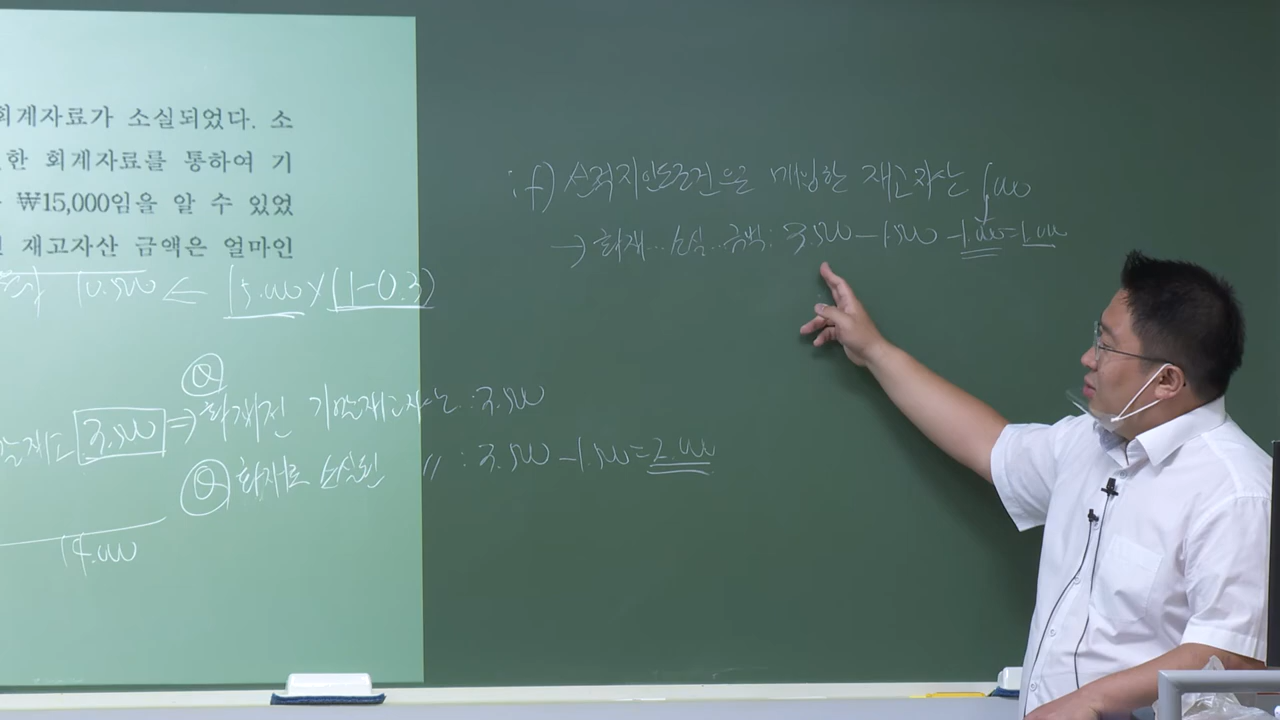 회계자료가 소실되었다. 소
한 회계자료를 통하여 기
₩15,000임을 알 수 있었
재고자산 금액은 얼마인
10.500 ← 15.000 × (1-0.3)
if) 선적지인도조건으로 매입한 재고자산 1.000
→ 화재... 소실... 금액: 3.500 - 1.500 - 1.000 = 1.000
3.500 ⇒ Q 화재전 기말재고자산 : 3.500
Q 화재로 소실된 〃 : 3.500 - 1.500 = 2.000
14.000